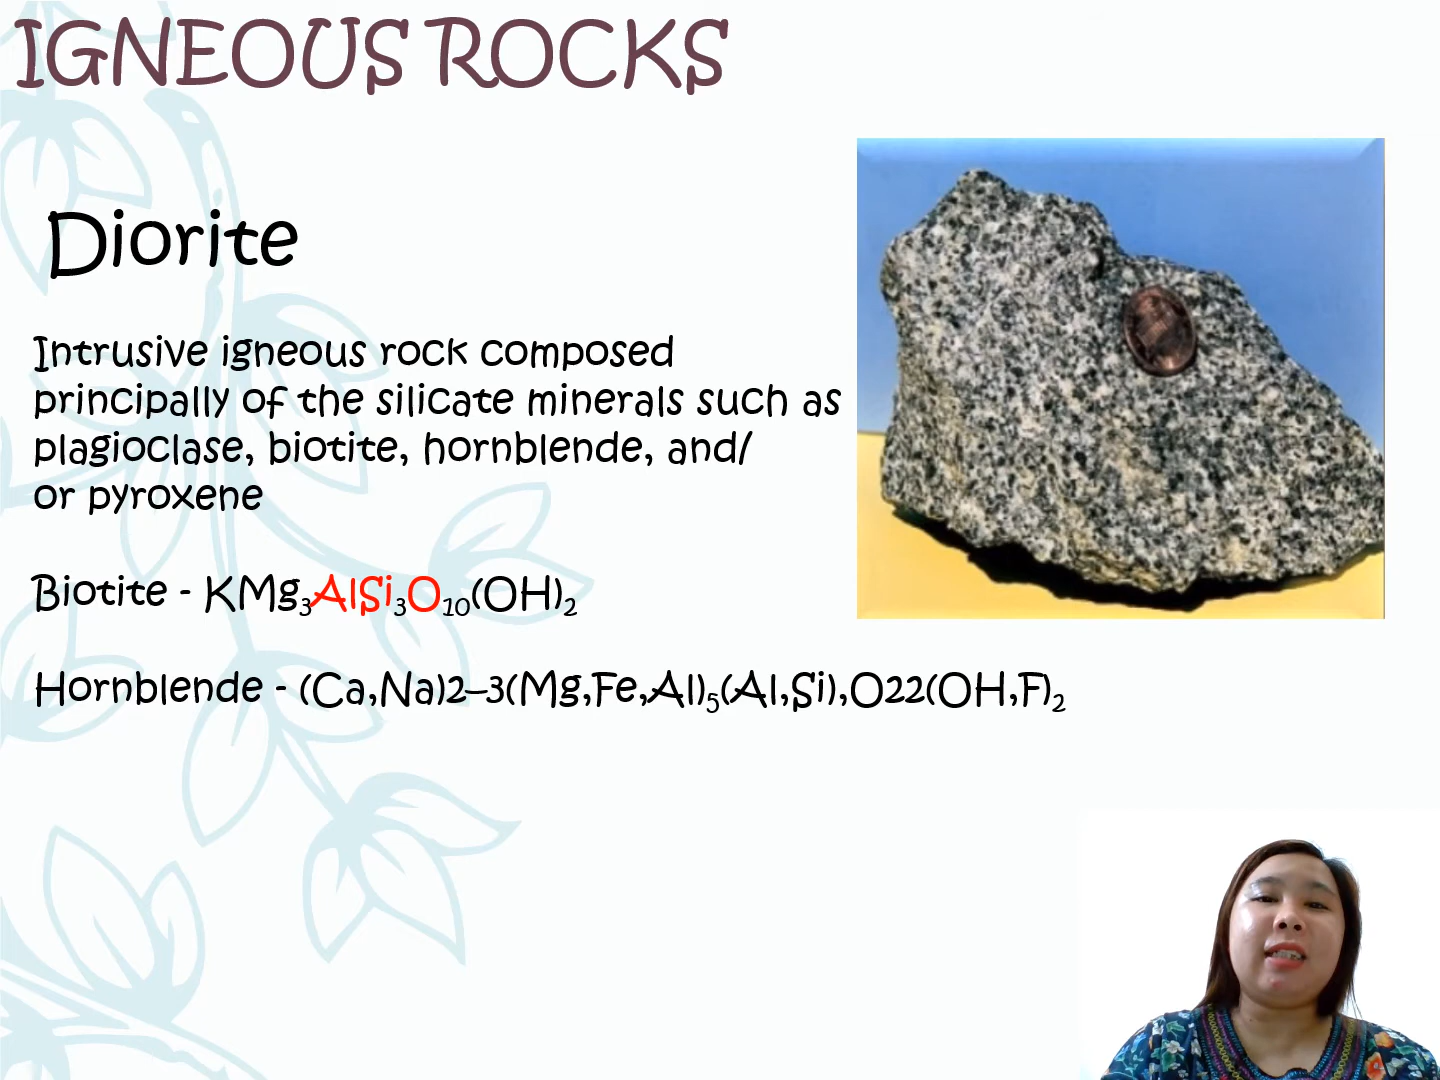 IGNEOUS ROCKS
Diorite
Intrusive igneous rock composed
principally of the silicate minerals such as
plagioclase, biotite, hornblende, and/
or pyroxene
Biotite - KMg₃AlSi₃O₁₀(OH)₂
Hornblende - (Ca,Na)2–3(Mg,Fe,Al)₅(Al,Si),O22(OH,F)₂